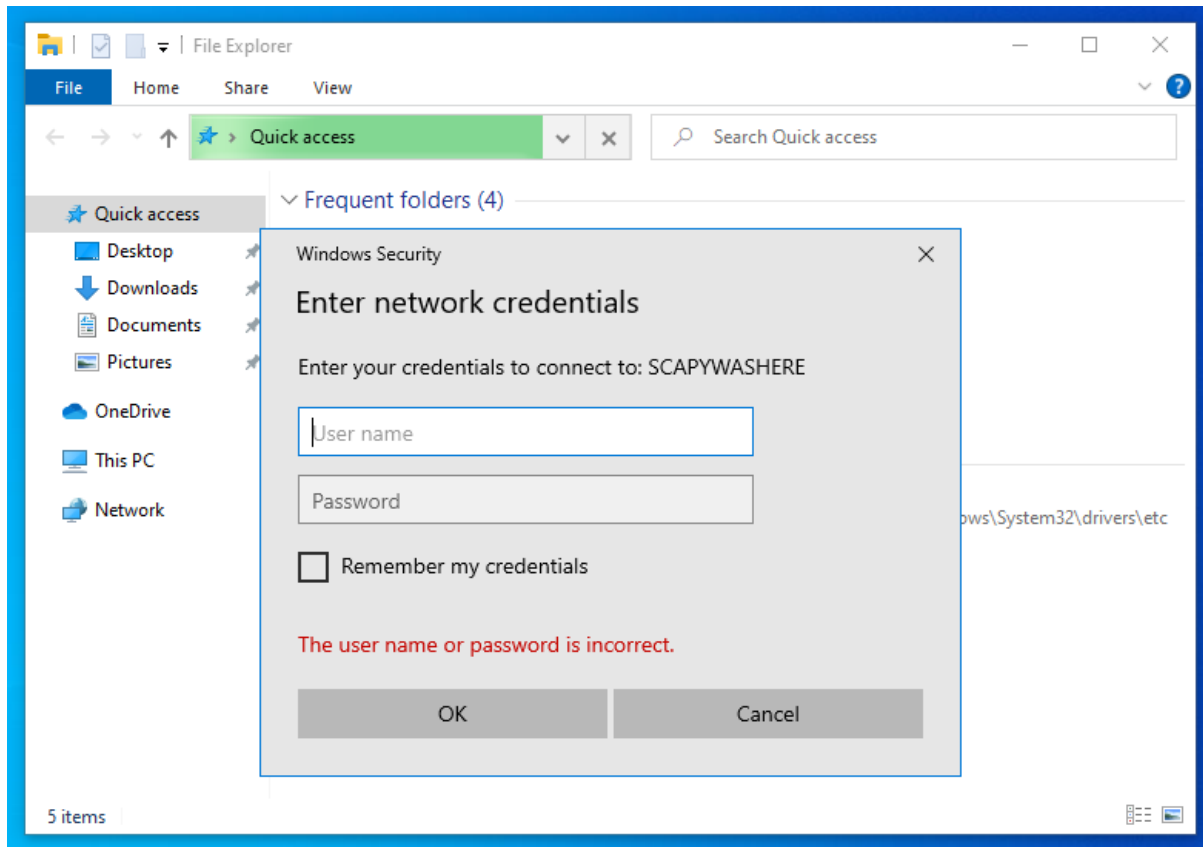 File Explorer
File Home Share View
Quick access
Search Quick access
Quick access
Desktop
Downloads
Documents
Pictures
OneDrive
This PC
Network
Frequent folders (4)
Windows Security
Enter network credentials
Enter your credentials to connect to: SCAPYWASHERE
User name
Password
Remember my credentials
The user name or password is incorrect.
OK Cancel
\System32\drivers\etc
5 items